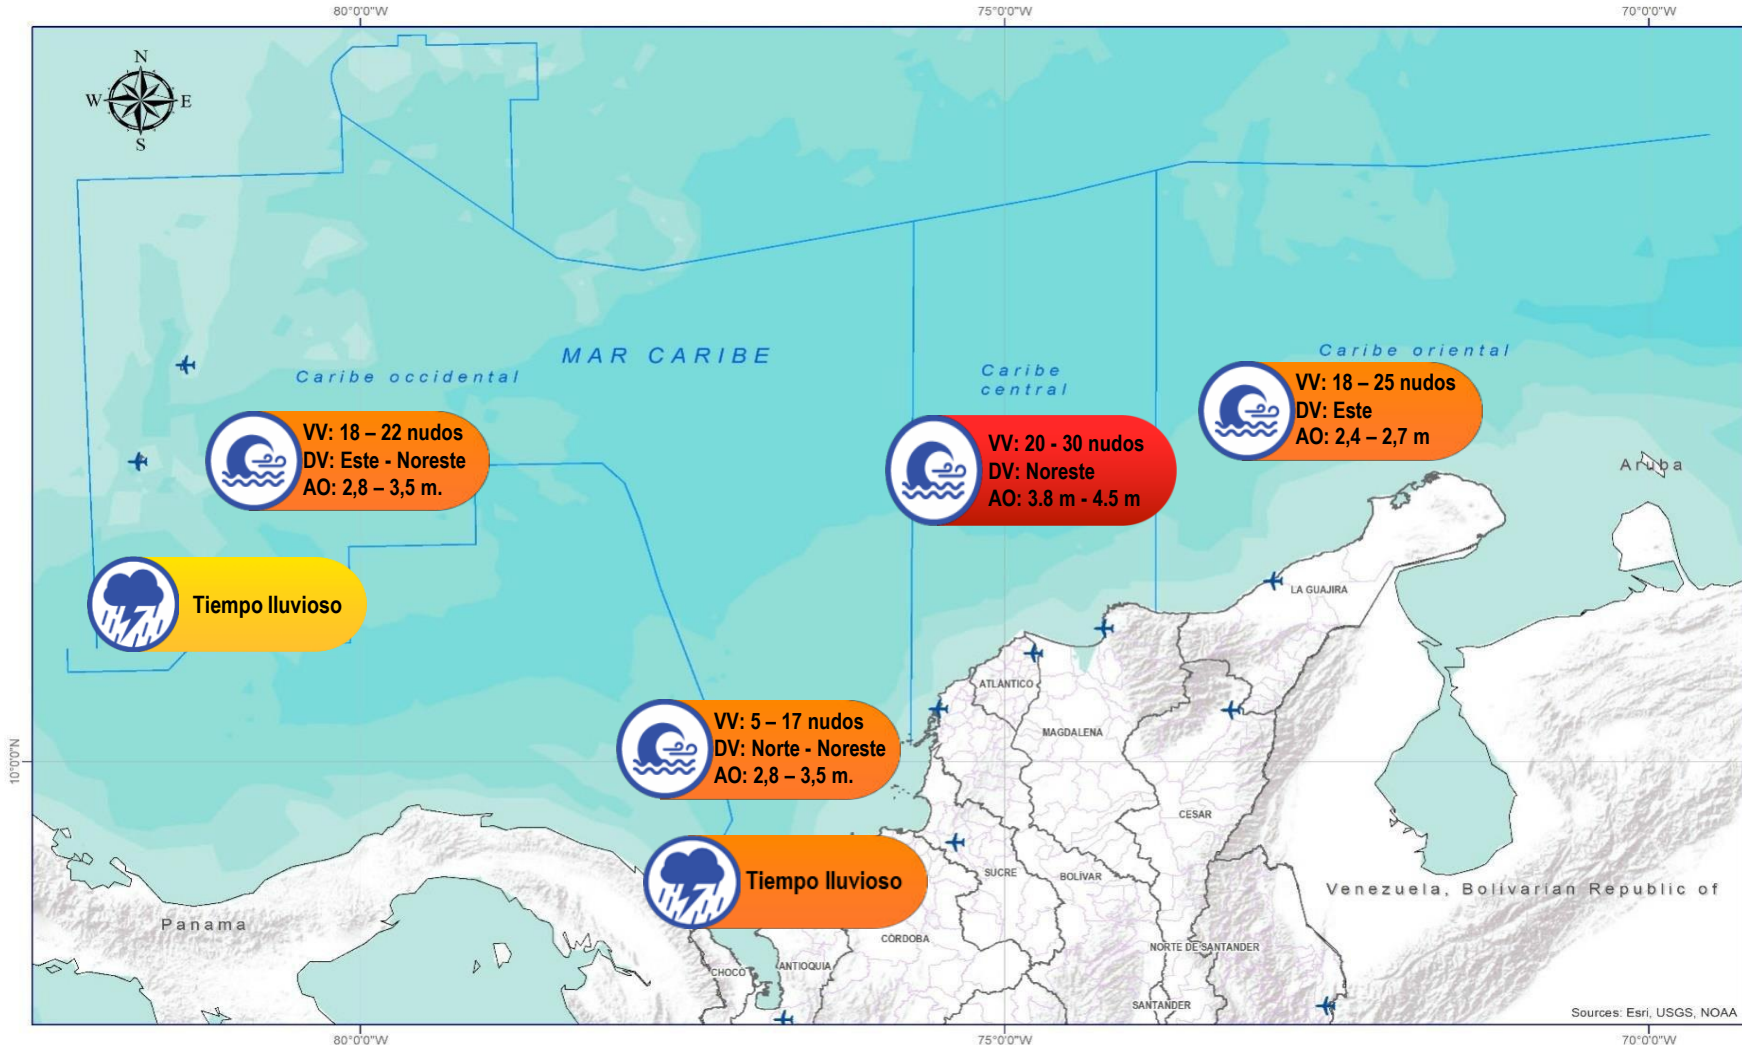 80°0'0"W
75°0'0"W
70°0'0"W
N
W
E
S
MAR CARIBE
Caribe occidental
Caribe
central
Caribe oriental
VV: 18 – 25 nudos
DV: Este
AO: 2,4 – 2,7 m
VV: 18 – 22 nudos
DV: Este - Noreste
AO: 2,8 – 3,5 m.
VV: 20 - 30 nudos
DV: Noreste
AO: 3.8 m - 4.5 m
Aruba
Tiempo lluvioso
LA GUAJIRA
ATLANTICO
MAGDALENA
VV: 5 – 17 nudos
DV: Norte - Noreste
AO: 2,8 – 3,5 m.
10°0'0"N
CESAR
Tiempo lluvioso
SUCRE
BOLÍVAR
Venezuela, Bolivarian Republic of
Panama
CÓRDOBA
NORTE DE SANTANDER
CHOCO
ANTIOQUIA
SANTANDER
Sources: Esri, USGS, NOAA
80°0'0"W
75°0'0"W
70°0'0"W